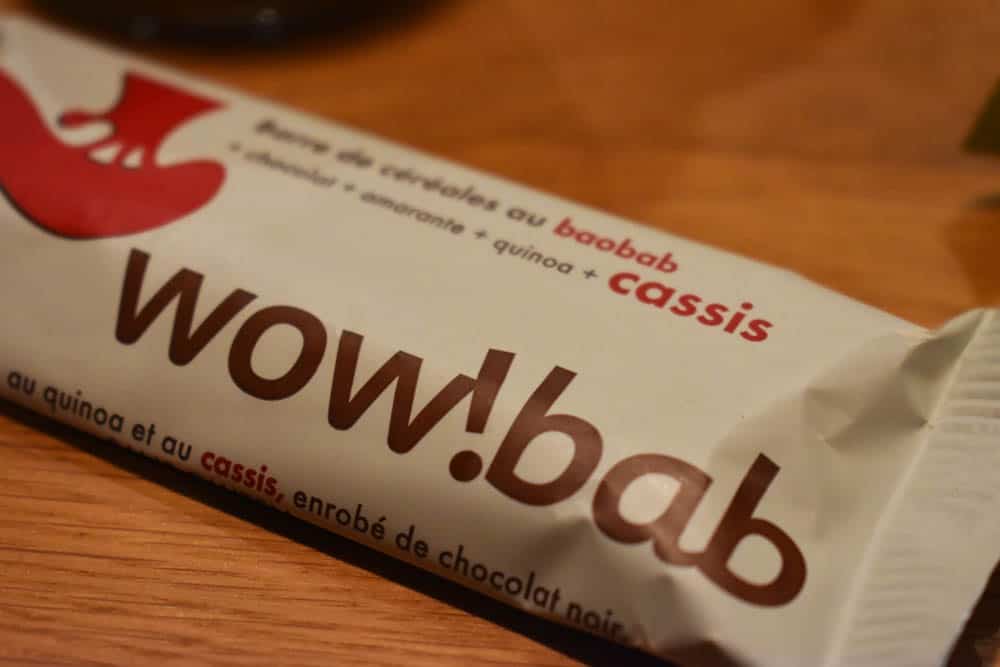 Barre de céréales au baobab
+ chocolat + amarante + quinoa + cassis
wow!bab
au quinoa et au cassis, enrobé de chocolat noir.